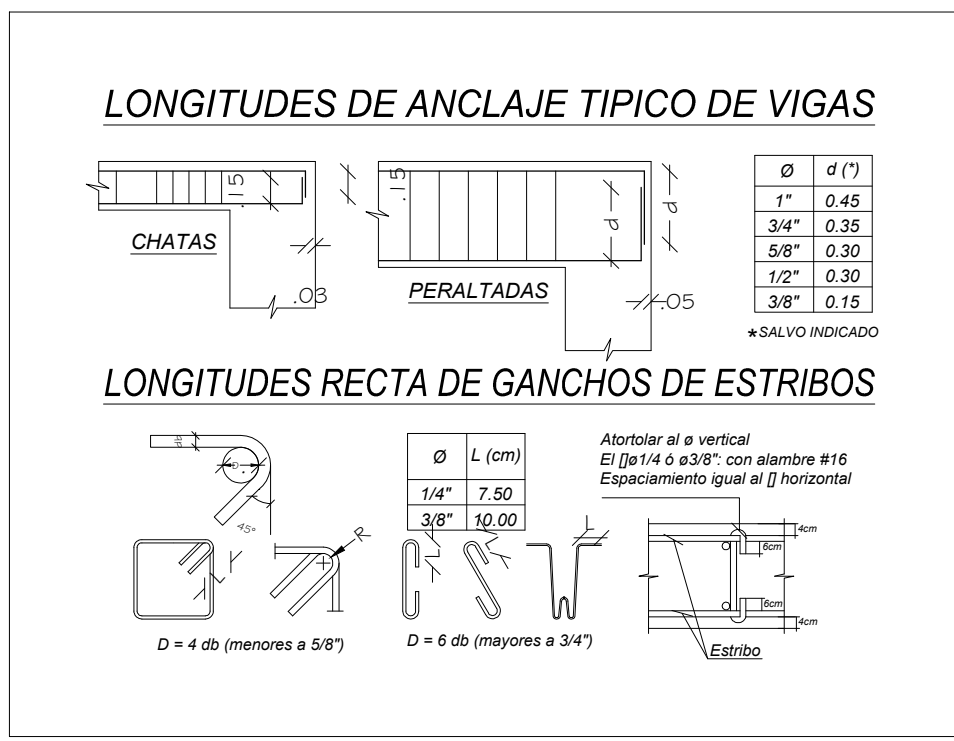 LONGITUDES DE ANCLAJE TIPICO DE VIGAS
.15
CHATAS
.03
.15
d
d
PERALTADAS
.05
Ø d (*)
1" 0.45
3/4" 0.35
5/8" 0.30
1/2" 0.30
3/8" 0.15
*SALVO INDICADO
LONGITUDES RECTA DE GANCHOS DE ESTRIBOS
db
D
45°
L
R
D = 4 db (menores a 5/8")
Ø L (cm)
1/4" 7.50
3/8" 10.00
L
L
L
D = 6 db (mayores a 3/4")
Atortolar al ø vertical
El []ø1/4 ó ø3/8": con alambre #16
Espaciamiento igual al [] horizontal
4cm
6cm
6cm
4cm
Estribo